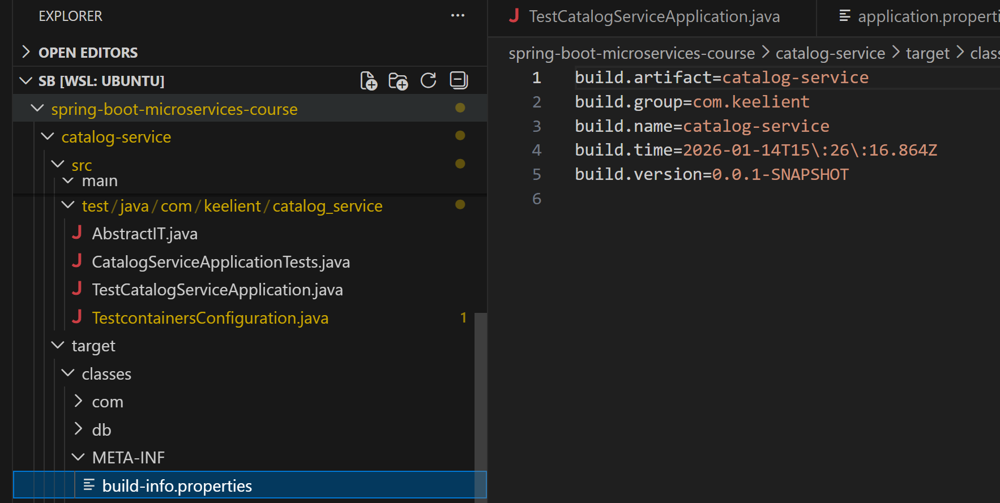 EXPLORER
OPEN EDITORS
SB [WSL: UBUNTU]
spring-boot-microservices-course
catalog-service
src
main
test/java/com/keelient/catalog_service
AbstractIT.java
CatalogServiceApplicationTests.java
TestCatalogServiceApplication.java
TestcontainersConfiguration.java 1
target
classes
com
db
META-INF
build-info.properties
TestCatalogServiceApplication.java
application.properti
spring-boot-microservices-course > catalog-service > target > clas
1 build.artifact=catalog-service
2 build.group=com.keelient
3 build.name=catalog-service
4 build.time=2026-01-14T15\:26\:16.864Z
5 build.version=0.0.1-SNAPSHOT
6